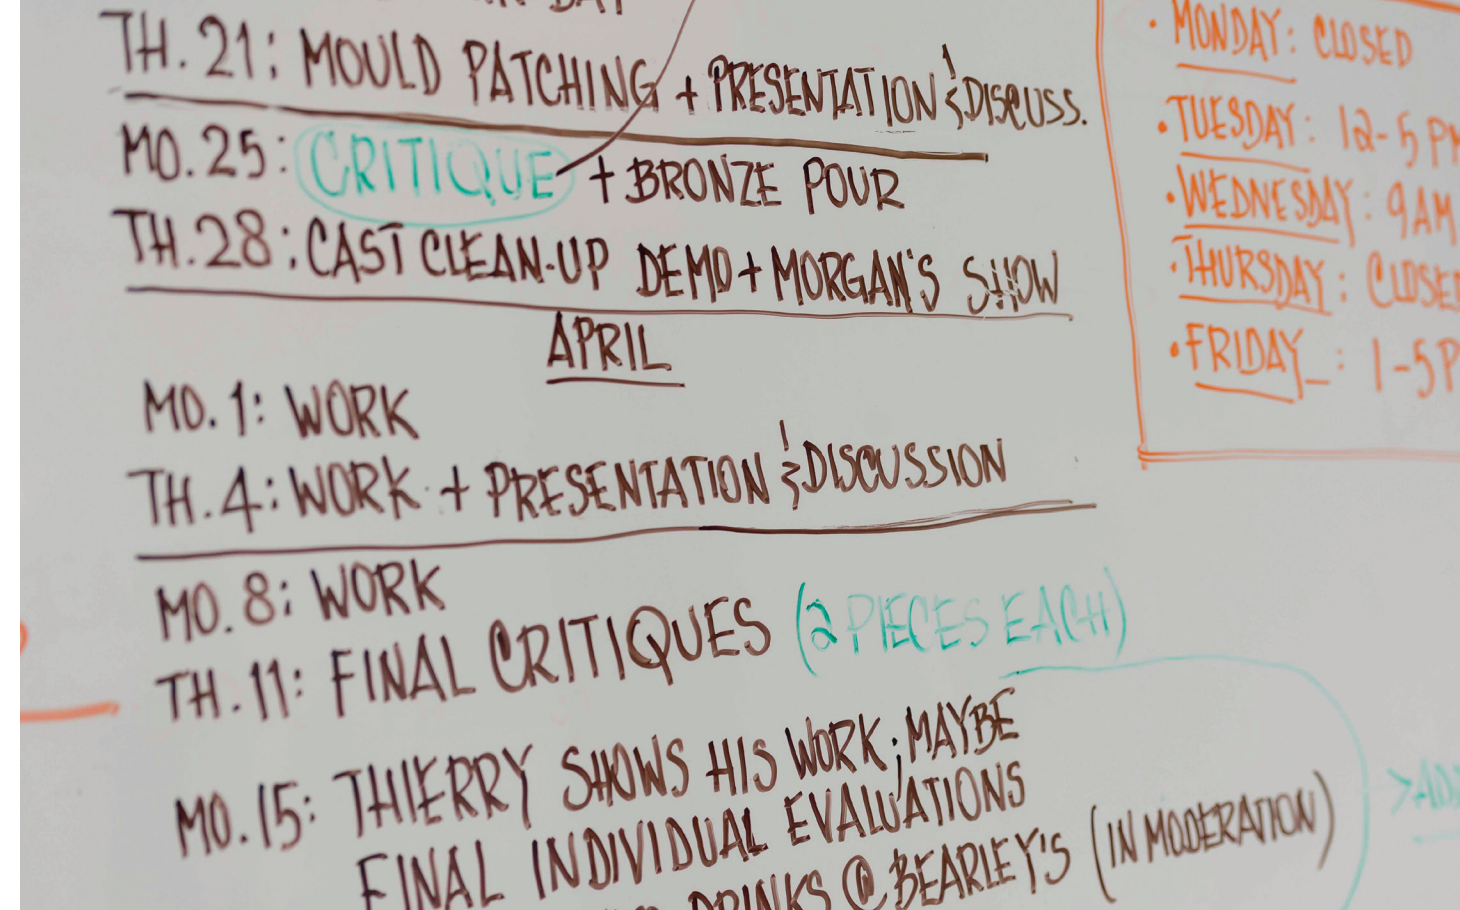 DAY
TH. 21: MOULD PATCHING + PRESENTATION & DISCUSS.
MO. 25: CRITIQUE + BRONZE POUR
TH. 28: CAST CLEAN-UP DEMO + MORGAN'S SHOW
APRIL
MO. 1: WORK
TH. 4: WORK + PRESENTATION & DISCUSSION
MO. 8: WORK
TH. 11: FINAL CRITIQUES (2 PIECES EACH)
MO. 15: THIERRY SHOWS HIS WORK; MAYBE
FINAL INDIVIDUAL EVALUATIONS
DRINKS @ BEARLEY'S (IN MODERATION)
• MONDAY: CLOSED
• TUESDAY: 12-5 PM
• WEDNESDAY: 9AM
• THURSDAY: CLOSED
• FRIDAY: 1-5P